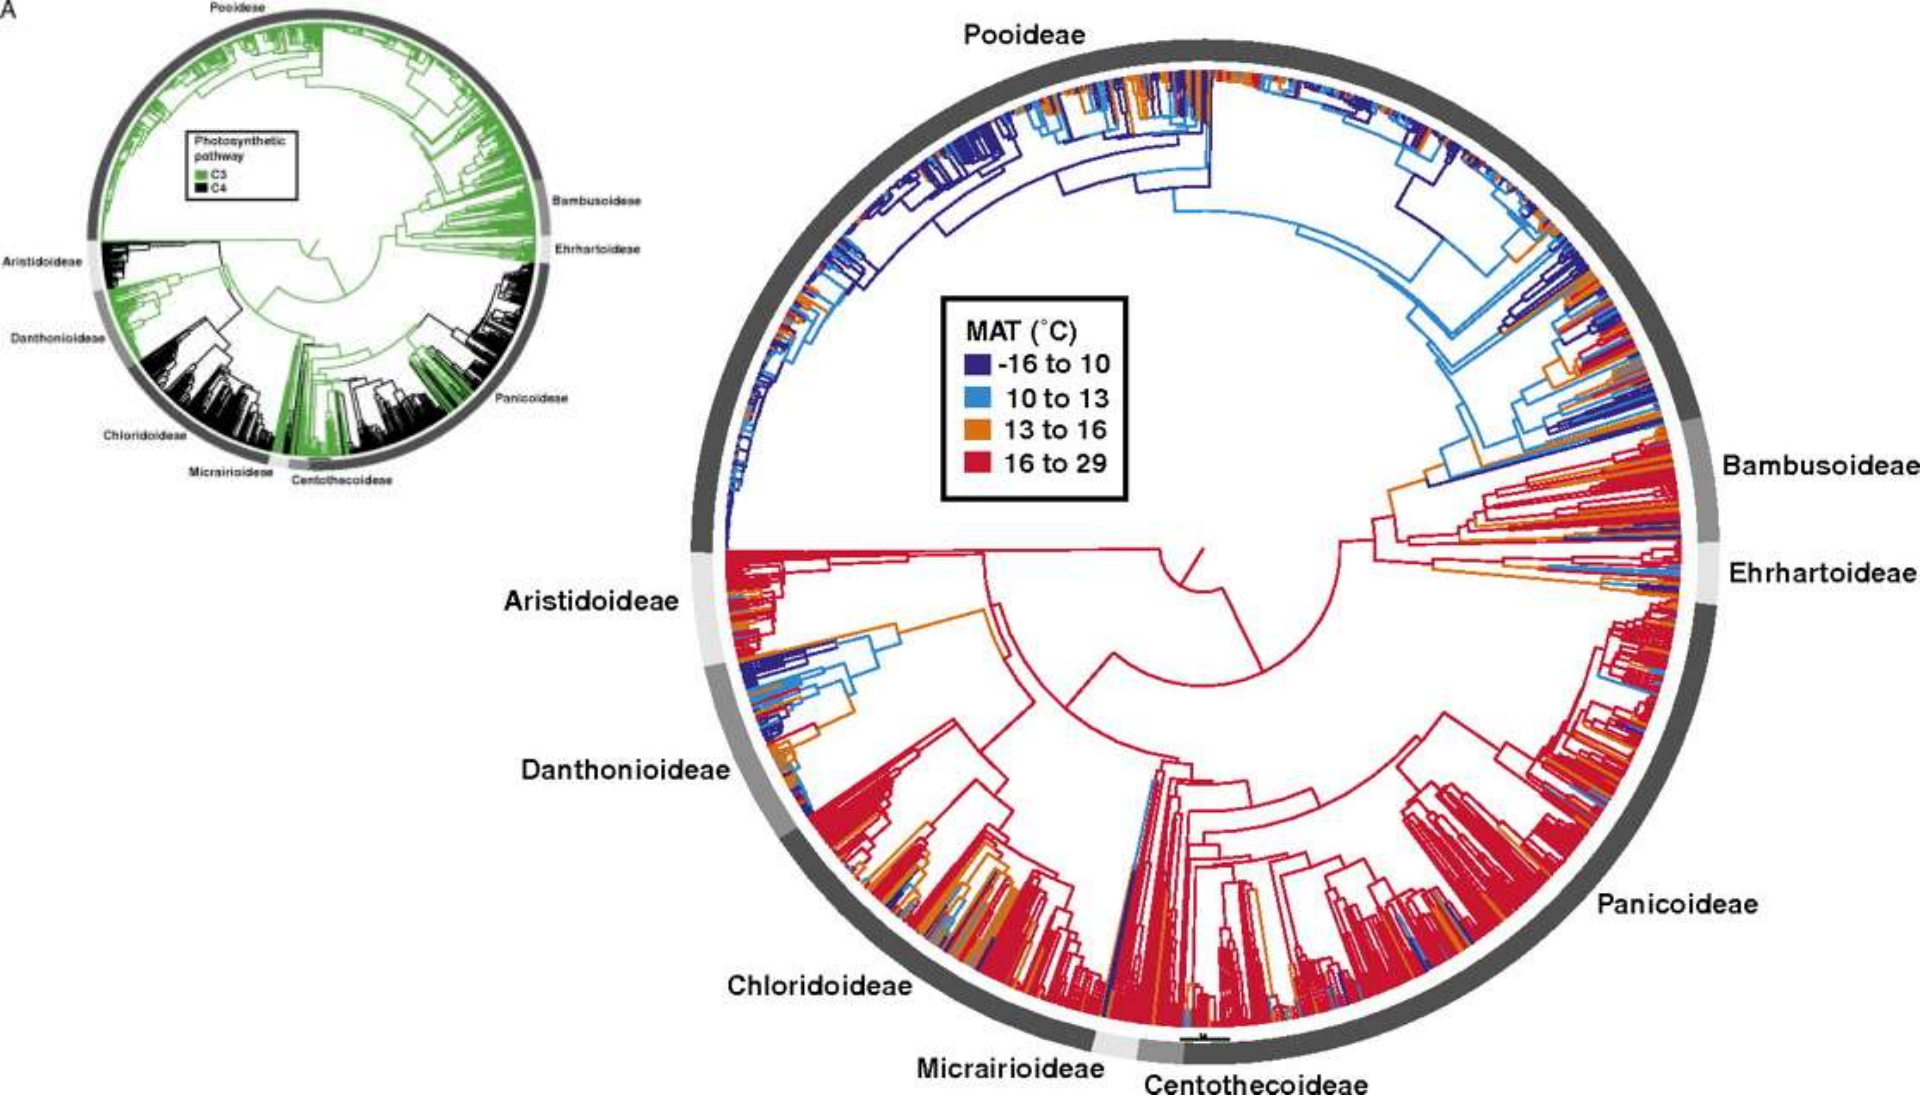 A
Pooideae
Photosynthetic
pathway
C3
C4
Bambusoideae
Ehrhartoideae
Aristidoideae
Danthonioideae
Panicoideae
Chloridoideae
Micrairioideae
Centothecoideae
Pooideae
MAT (°C)
-16 to 10
10 to 13
13 to 16
16 to 29
Bambusoideae
Ehrhartoideae
Aristidoideae
Danthonioideae
Panicoideae
Chloridoideae
Micrairioideae
Centothecoideae